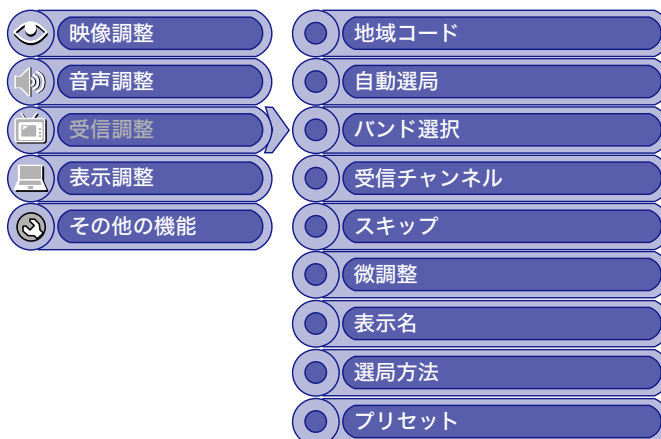 映像調整
音声調整
受信調整
表示調整
その他の機能
地域コード
自動選局
バンド選択
受信チャンネル
スキップ
微調整
表示名
選局方法
プリセット